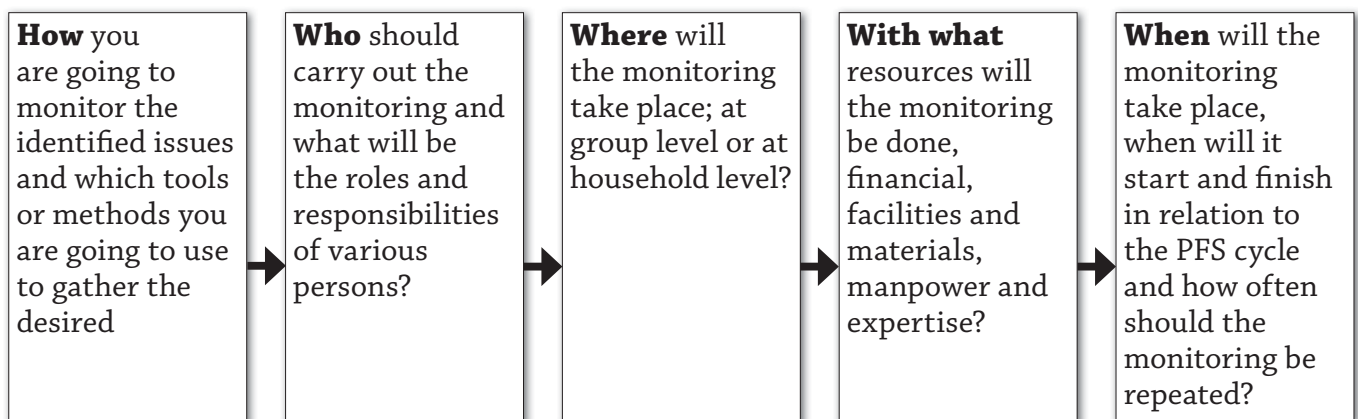 How you
are going to
monitor the
identified issues
and which tools
or methods you
are going to use
to gather the
desired
Who should
carry out the
monitoring and
what will be
the roles and
responsibilities
of various
persons?
Where will
the monitoring
take place; at
group level or at
household level?
With what
resources will
the monitoring
be done,
financial,
facilities and
materials,
manpower and
expertise?
When will the
monitoring
take place,
when will it
start and finish
in relation to
the PFS cycle
and how often
should the
monitoring be
repeated?